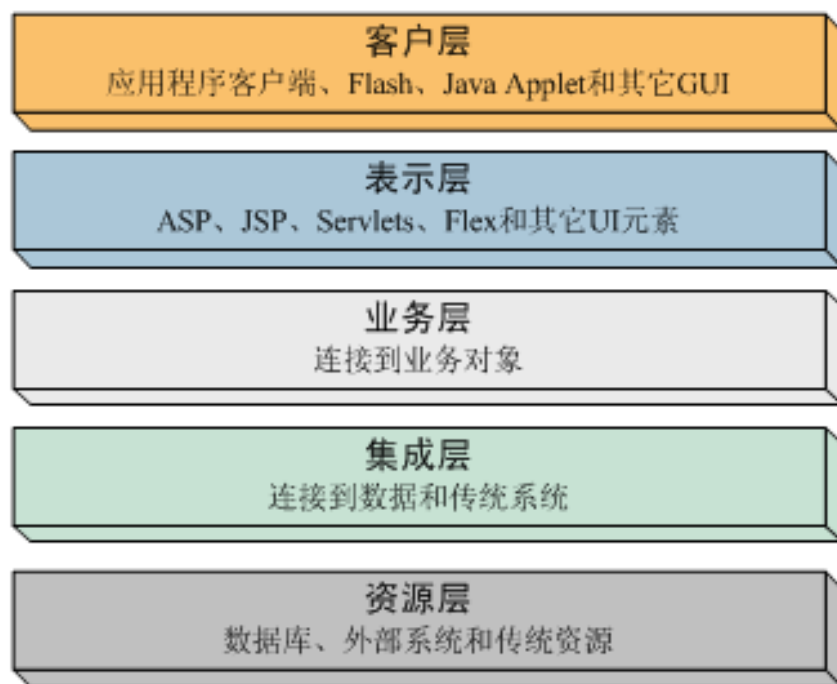 客户层
应用程序客户端、Flash、Java Applet和其它GUI
表示层
ASP、JSP、Servlets、Flex和其它UI元素
业务层
连接到业务对象
集成层
连接到数据和传统系统
资源层
数据库、外部系统和传统资源